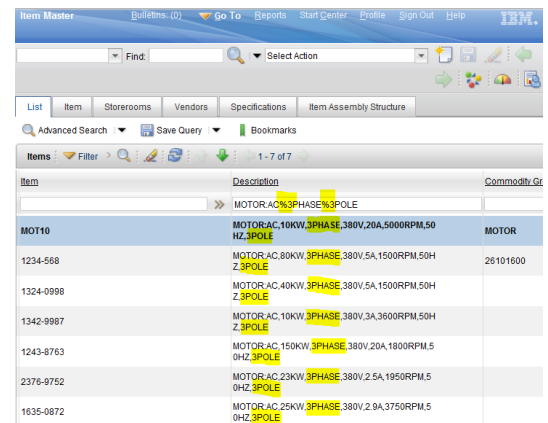 Item Master Bulletins: (0) Go To Reports Start Center Profile Sign Out Help IBM.
Find: Select Action
List Item Storerooms Vendors Specifications Item Assembly Structure
Advanced Search Save Query Bookmarks
Items Filter 1 - 7 of 7
Item Description Commodity Gr
MOTOR:AC%3PHASE%3POLE
MOT10 MOTOR:AC,10KW,3PHASE,380V,20A,5000RPM,50 MOTOR
HZ,3POLE
1234-568 MOTOR:AC,80KW,3PHASE,380V,5A,1500RPM,50H 26101600
Z,3POLE
1324-0998 MOTOR:AC,40KW,3PHASE,380V,5A,1500RPM,50H
Z,3POLE
1342-9987 MOTOR:AC,10KW,3PHASE,380V,3A,3600RPM,50H
Z,3POLE
1243-8763 MOTOR:AC,150KW,3PHASE,380V,20A,1800RPM,5
0HZ,3POLE
2376-9752 MOTOR:AC,23KW,3PHASE,380V,2.5A,1950RPM,5
0HZ,3POLE
1635-0872 MOTOR:AC,25KW,3PHASE,380V,2.9A,3750RPM,5
0HZ,3POLE